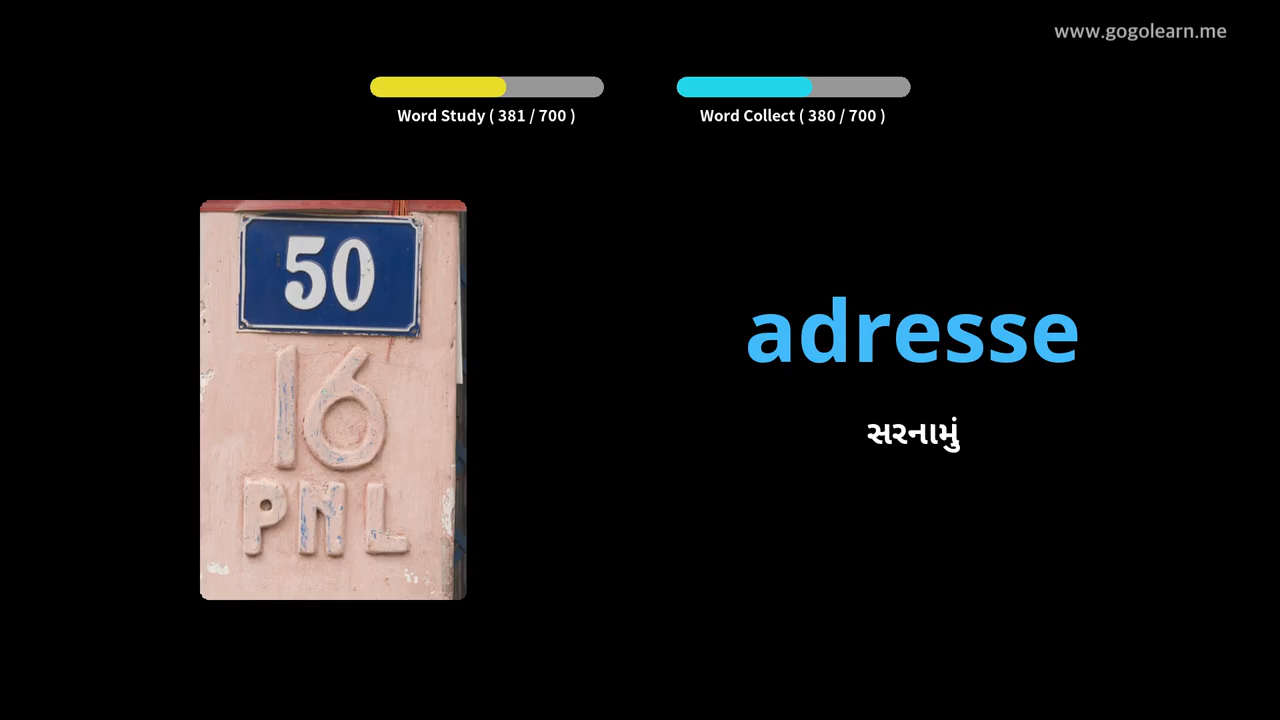 www.gogolearn.me
Word Study ( 381 / 700 )
Word Collect ( 380 / 700 )
50
16
PNL
adresse
સરનામું